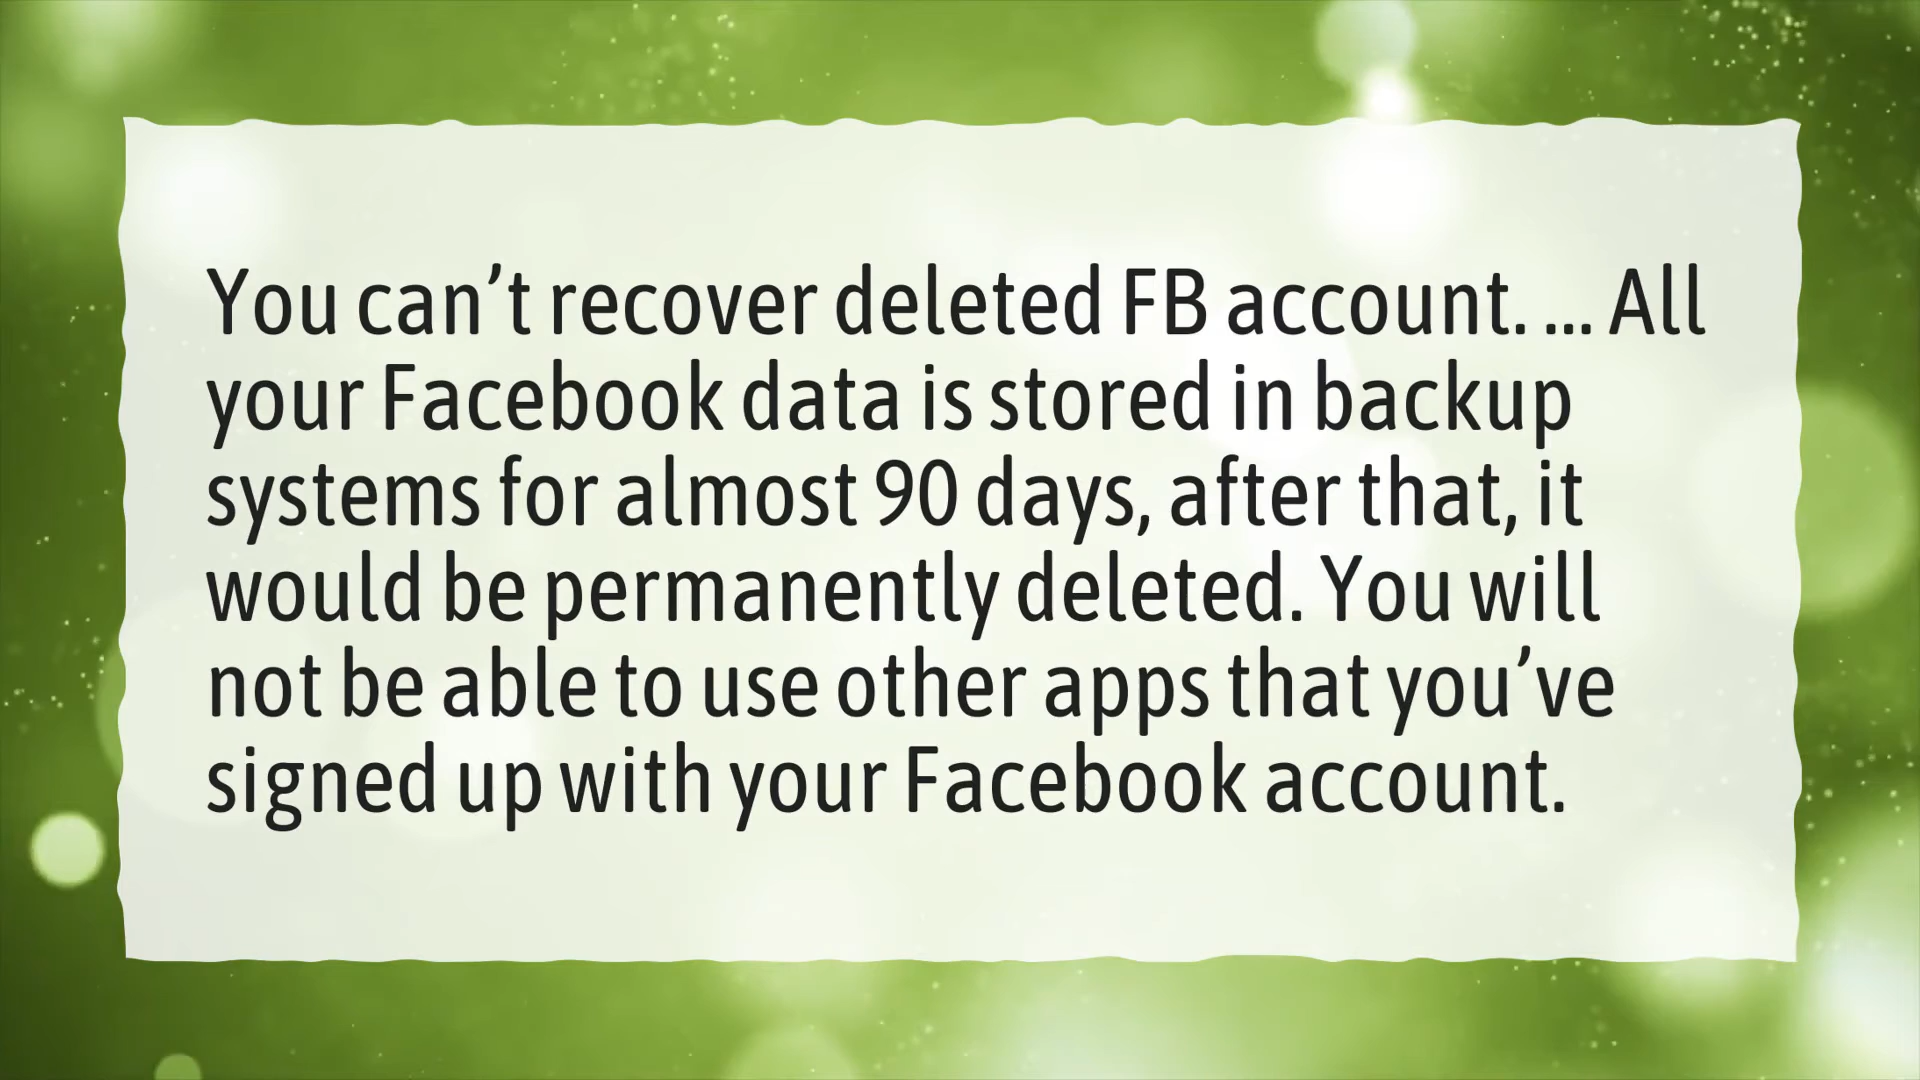 You can’t recover deleted FB account. ... All
your Facebook data is stored in backup
systems for almost 90 days, after that, it
would be permanently deleted. You will
not be able to use other apps that you’ve
signed up with your Facebook account.